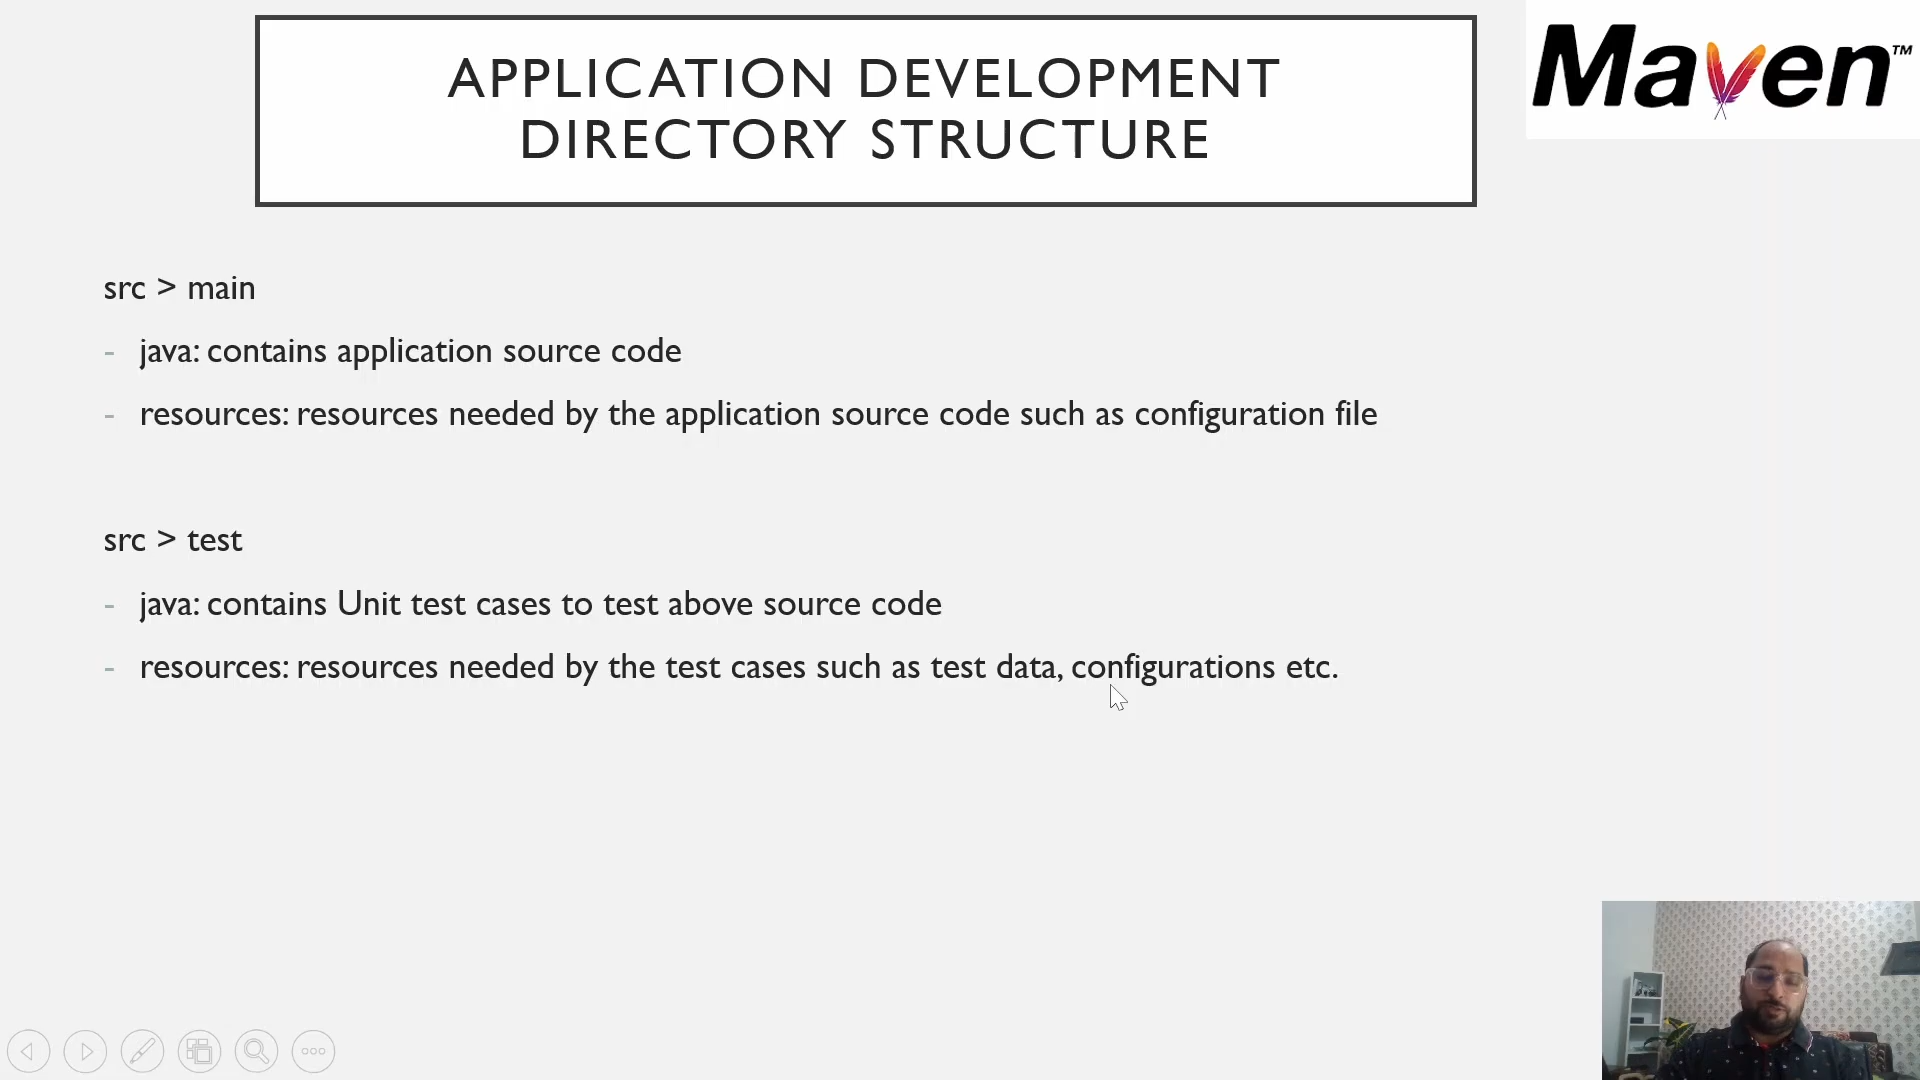 APPLICATION DEVELOPMENT
DIRECTORY STRUCTURE
Maven™
src > main
- java: contains application source code
- resources: resources needed by the application source code such as configuration file
src > test
- java: contains Unit test cases to test above source code
- resources: resources needed by the test cases such as test data, configurations etc.